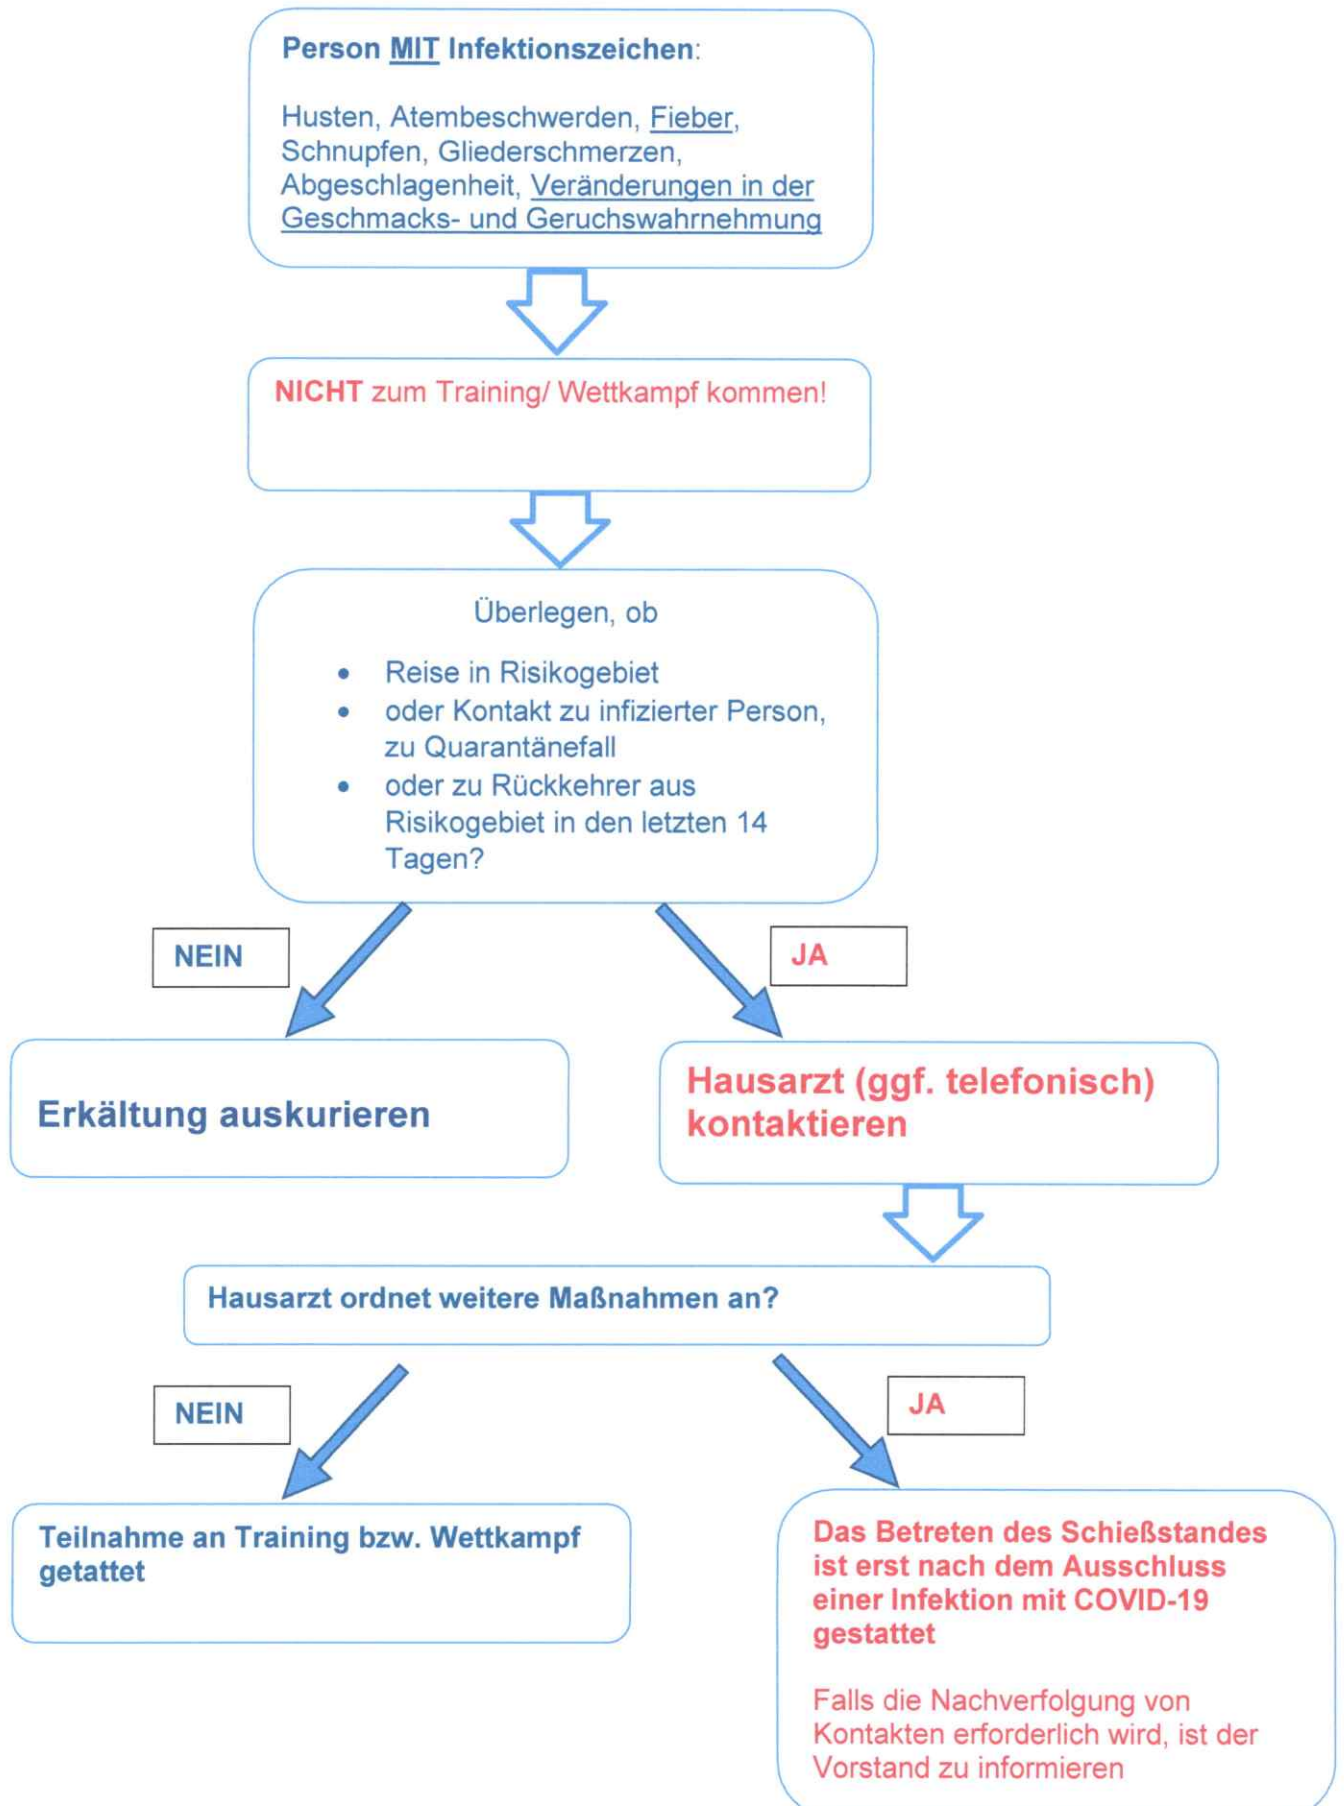 Person MIT Infektionszeichen:
Husten, Atembeschwerden, Fieber,
Schnupfen, Gliederschmerzen,
Abgeschlagenheit, Veränderungen in der
Geschmacks- und Geruchswahrnehmung
NICHT zum Training/ Wettkampf kommen!
Überlegen, ob
• Reise in Risikogebiet
• oder Kontakt zu infizierter Person,
zu Quarantänefall
• oder zu Rückkehrer aus
Risikogebiet in den letzten 14
Tagen?
NEIN
JA
Erkältung auskurieren
Hausarzt (ggf. telefonisch)
kontaktieren
Hausarzt ordnet weitere Maßnahmen an?
NEIN
JA
Teilnahme an Training bzw. Wettkampf
getattet
Das Betreten des Schießstandes
ist erst nach dem Ausschluss
einer Infektion mit COVID-19
gestattet
Falls die Nachverfolgung von
Kontakten erforderlich wird, ist der
Vorstand zu informieren